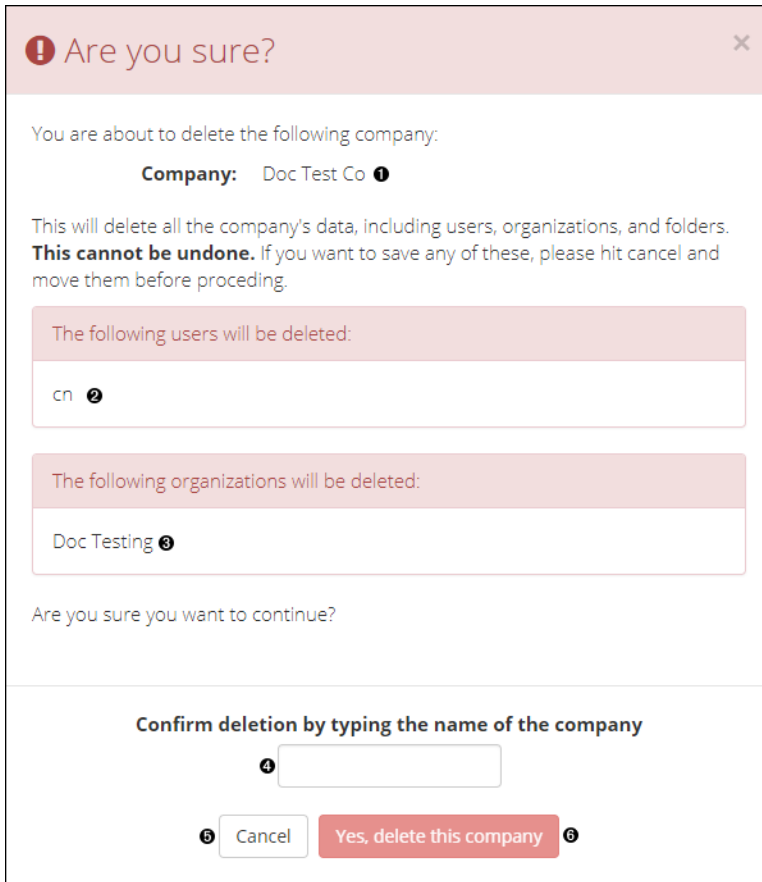 Are you sure? ×
You are about to delete the following company:
Company: Doc Test Co ❶
This will delete all the company's data, including users, organizations, and folders.
This cannot be undone. If you want to save any of these, please hit cancel and
move them before proceding.
The following users will be deleted:
cn ❷
The following organizations will be deleted:
Doc Testing ❸
Are you sure you want to continue?
Confirm deletion by typing the name of the company
❹
❺ Cancel Yes, delete this company ❻